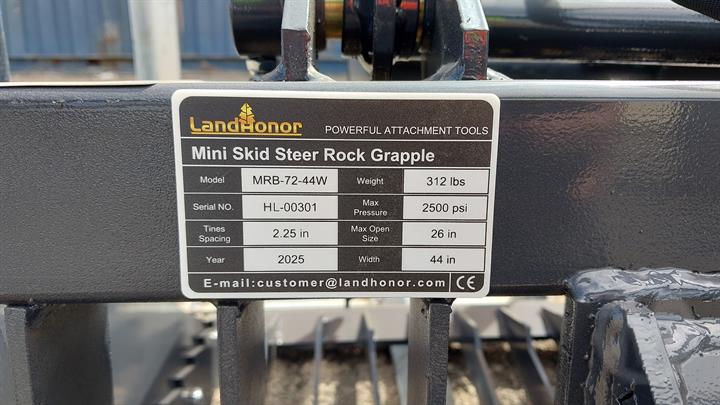 LandHonor POWERFUL ATTACHMENT TOOLS
Mini Skid Steer Rock Grapple
Model MRB-72-44W Weight 312 lbs
Serial NO. HL-00301 Max Pressure 2500 psi
Tines Spacing 2.25 in Max Open Size 26 in
Year 2025 Width 44 in
E-mail:customer@landhonor.com CE